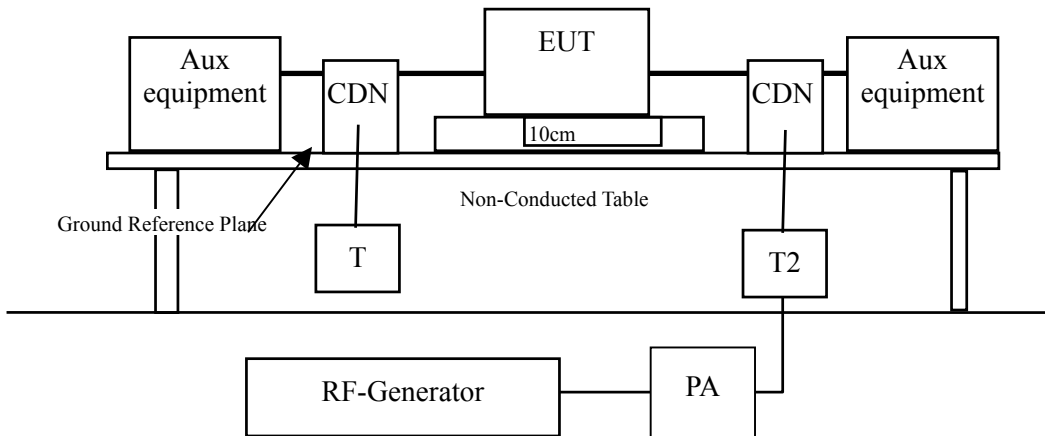 EUT
Aux
equipment
CDN
CDN
Aux
equipment
10cm
Non-Conducted Table
Ground Reference Plane
T
T2
RF-Generator
PA